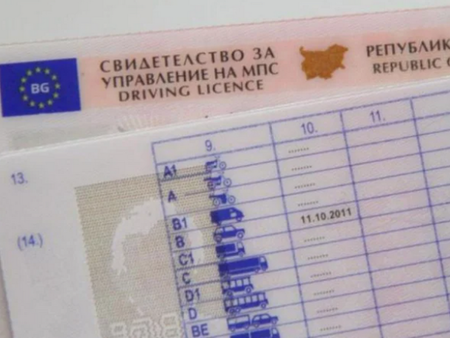 BG
СВИДЕТЕЛСТВО ЗА
УПРАВЛЕНИЕ НА МПС
DRIVING LICENCE
РЕПУБЛИК
REPUBLIC
9.
10.
11.
13.
(14.)
A1
A
B1
B 11.10.2011
C1
C
D1
D
BE